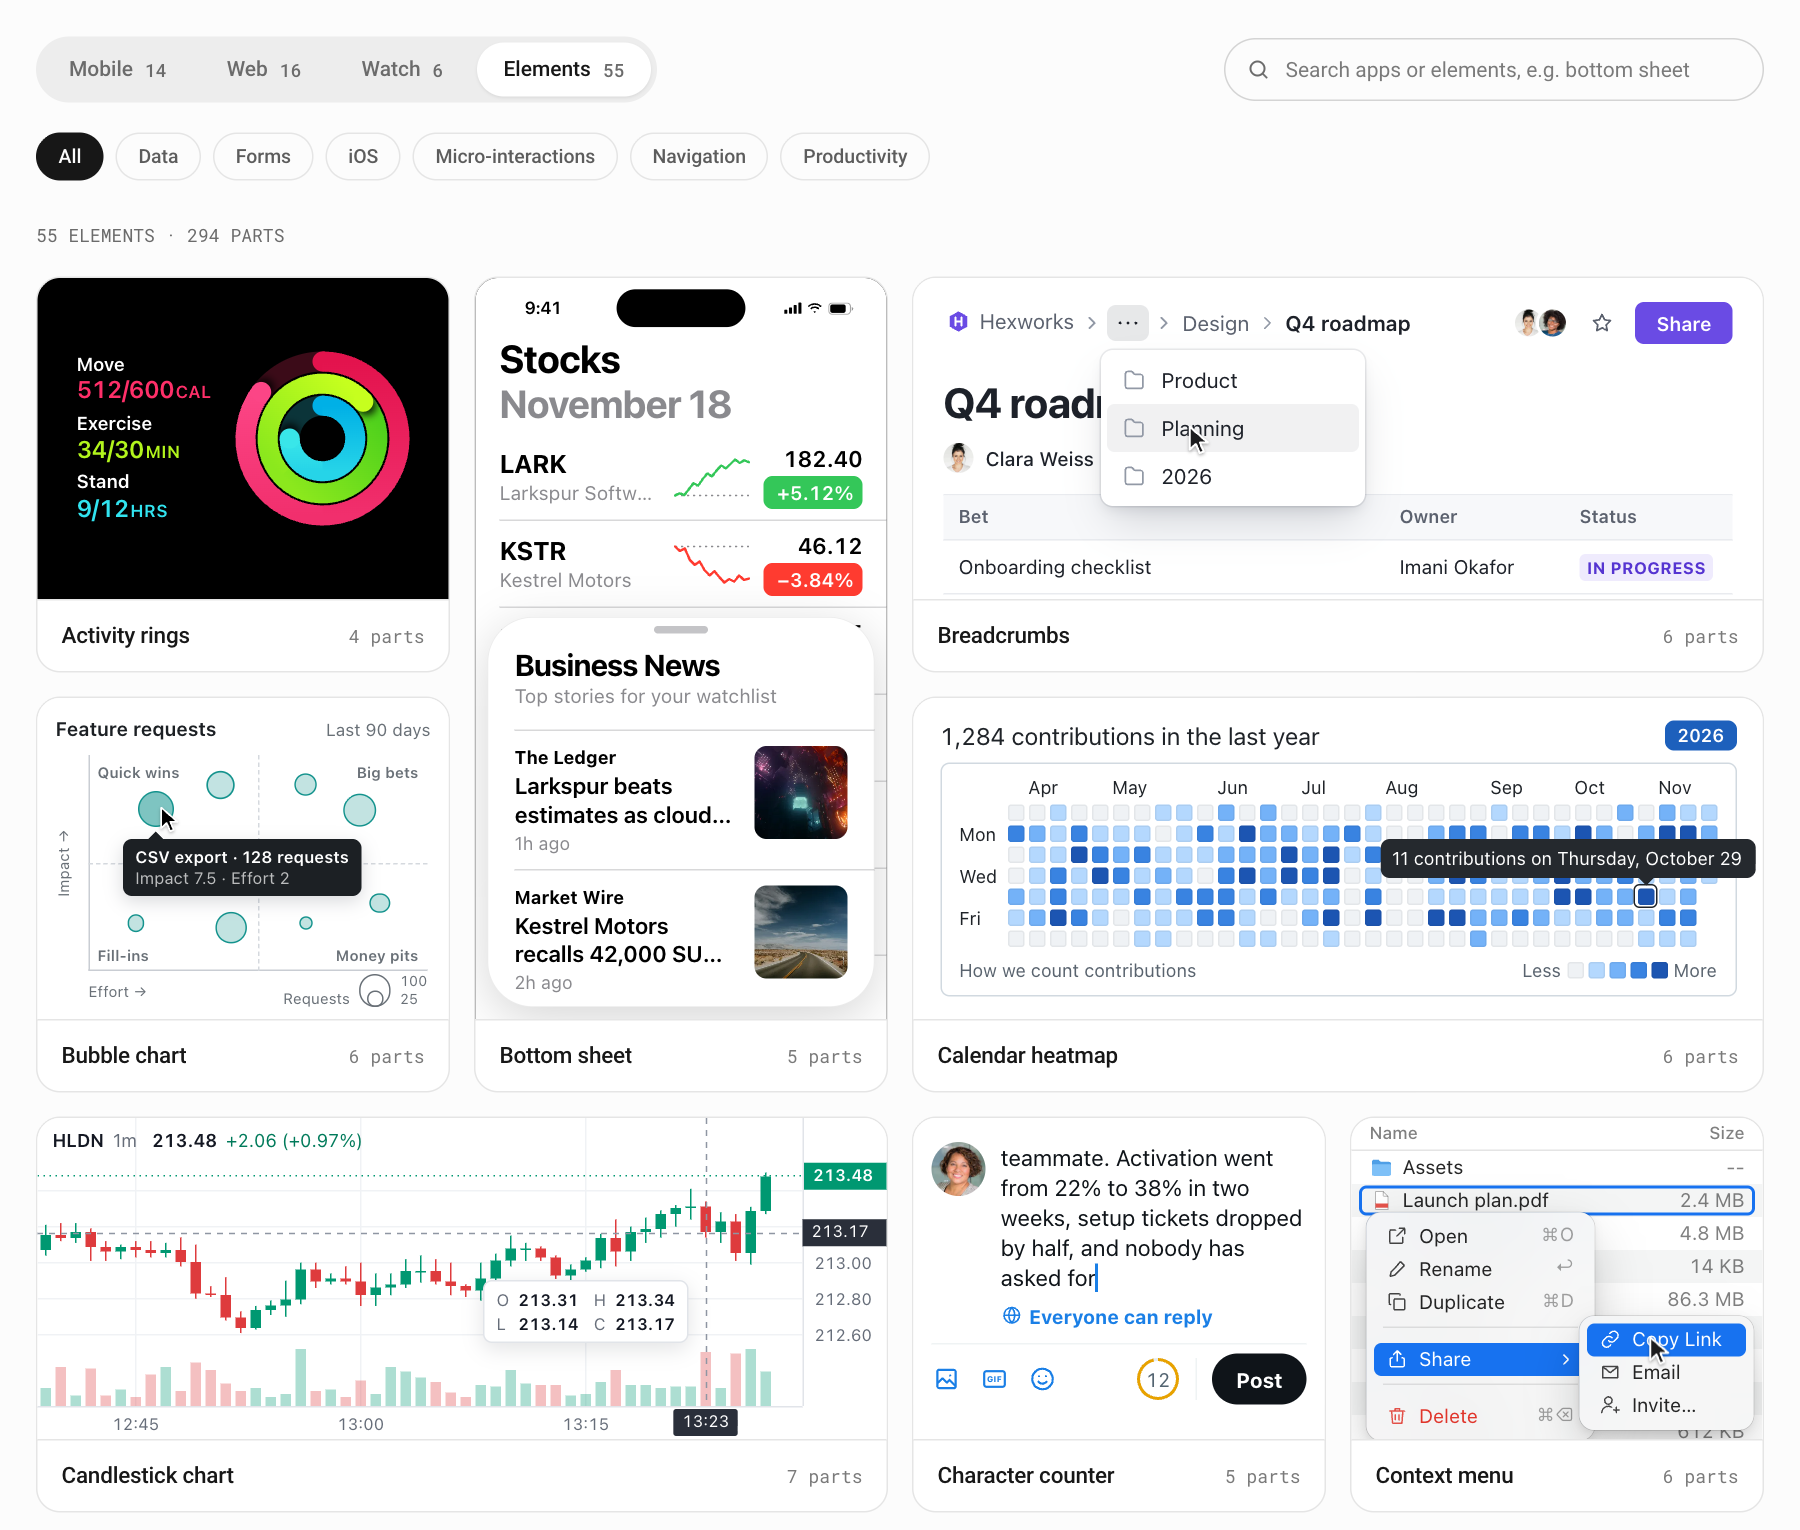 Mobile 14 Web 16 Watch 6 Elements 55
Search apps or elements, e.g. bottom sheet
All Data Forms iOS Micro-interactions Navigation Productivity
55 ELEMENTS · 294 PARTS
Move
512/600CAL
Exercise
34/30MIN
Stand
9/12HRS
Activity rings 4 parts
9:41
Stocks
November 18
LARK 182.40
Larkspur Softw... +5.12%
KSTR 46.12
Kestrel Motors −3.84%
Business News
Top stories for your watchlist
The Ledger
Larkspur beats
estimates as cloud...
1h ago
Market Wire
Kestrel Motors
recalls 42,000 SU...
2h ago
Bottom sheet 5 parts
Hexworks > ··· > Design > Q4 roadmap
Share
Product
Planning
2026
Q4 roadm
Clara Weiss
Bet Owner Status
Onboarding checklist Imani Okafor IN PROGRESS
Breadcrumbs 6 parts
Feature requests Last 90 days
Quick wins Big bets
CSV export · 128 requests
Impact 7.5 · Effort 2
Impact →
Fill-ins Money pits
Effort →
Requests 100
25
Bubble chart 6 parts
1,284 contributions in the last year 2026
Apr May Jun Jul Aug Sep Oct Nov
Mon
11 contributions on Thursday, October 29
Wed
Fri
How we count contributions Less More
Calendar heatmap 6 parts
HLDN 1m 213.48 +2.06 (+0.97%)
213.48
213.17
213.00
212.80
212.60
O 213.31 H 213.34
L 213.14 C 213.17
12:45 13:00 13:15 13:23
Candlestick chart 7 parts
teammate. Activation went
from 22% to 38% in two
weeks, setup tickets dropped
by half, and nobody has
asked for
Everyone can reply
GIF 12 Post
Character counter 5 parts
Name Size
Assets --
Launch plan.pdf 2.4 MB
4.8 MB
14 KB
86.3 MB
612 KB
Open ⌘O
Rename ↩
Duplicate ⌘D
Share >
Delete ⌘⌫
Copy Link
Email
Invite...
Context menu 6 parts